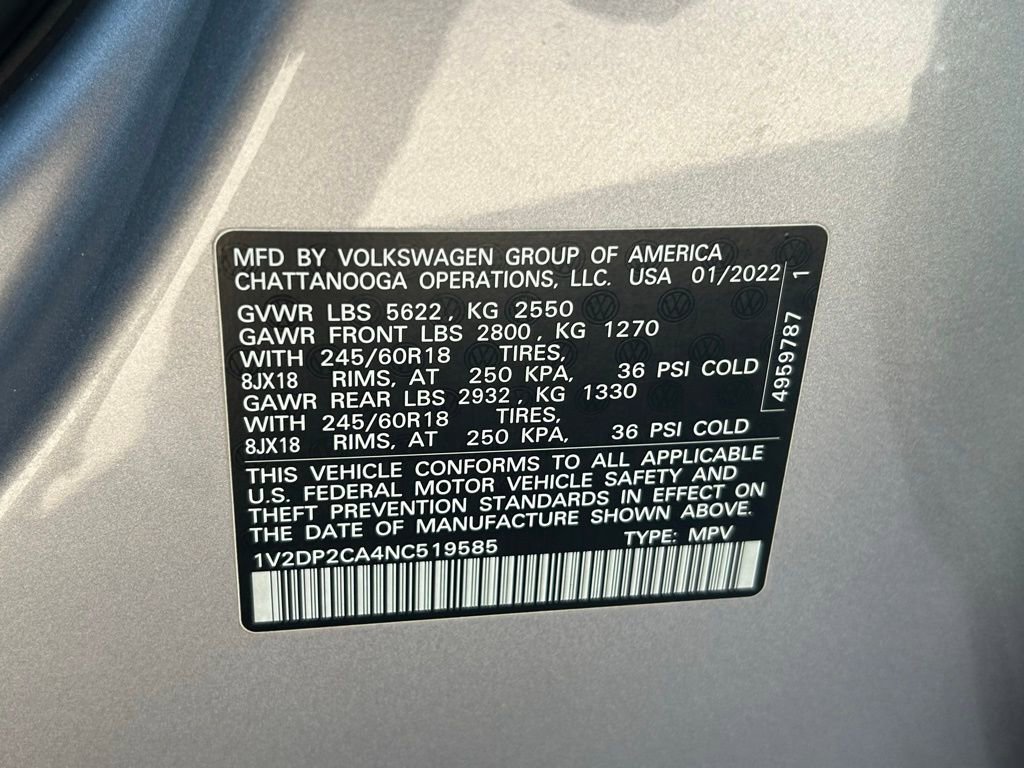 MFD BY VOLKSWAGEN GROUP OF AMERICA
CHATTANOOGA OPERATIONS, LLC. USA 01/2022
GVWR LBS 5622, KG 2550
GAWR FRONT LBS 2800, KG 1270
WITH 245/60R18 TIRES,
8JX18 RIMS, AT 250 KPA, 36 PSI COLD
GAWR REAR LBS 2932, KG 1330
WITH 245/60R18 TIRES,
8JX18 RIMS, AT 250 KPA, 36 PSI COLD
THIS VEHICLE CONFORMS TO ALL APPLICABLE
U.S. FEDERAL MOTOR VEHICLE SAFETY AND
THEFT PREVENTION STANDARDS IN EFFECT ON
THE DATE OF MANUFACTURE SHOWN ABOVE.
1V2DP2CA4NC519585 TYPE: MPV
4959787 1